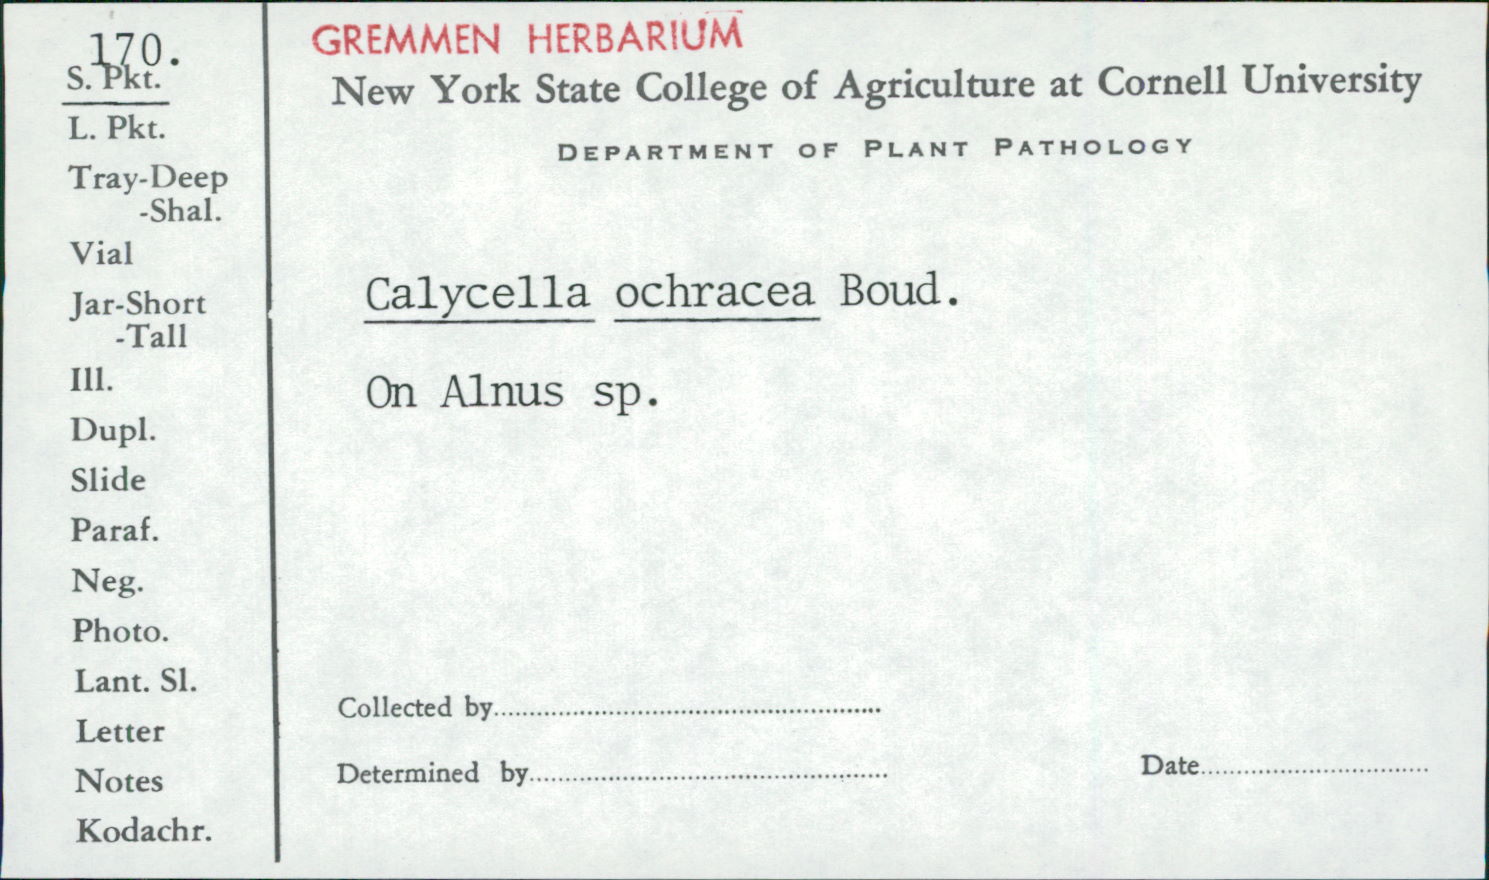 170.
S. Pkt.
L. Pkt.
Tray-Deep
-Shal.
Vial
Jar-Short
-Tall
Ill.
Dupl.
Slide
Paraf.
Neg.
Photo.
Lant. Sl.
Letter
Notes
Kodachr.
GREMMEN HERBARIUM
New York State College of Agriculture at Cornell University
DEPARTMENT OF PLANT PATHOLOGY
Calycella ochracea Boud.
On Alnus sp.
Collected by
Determined by
Date